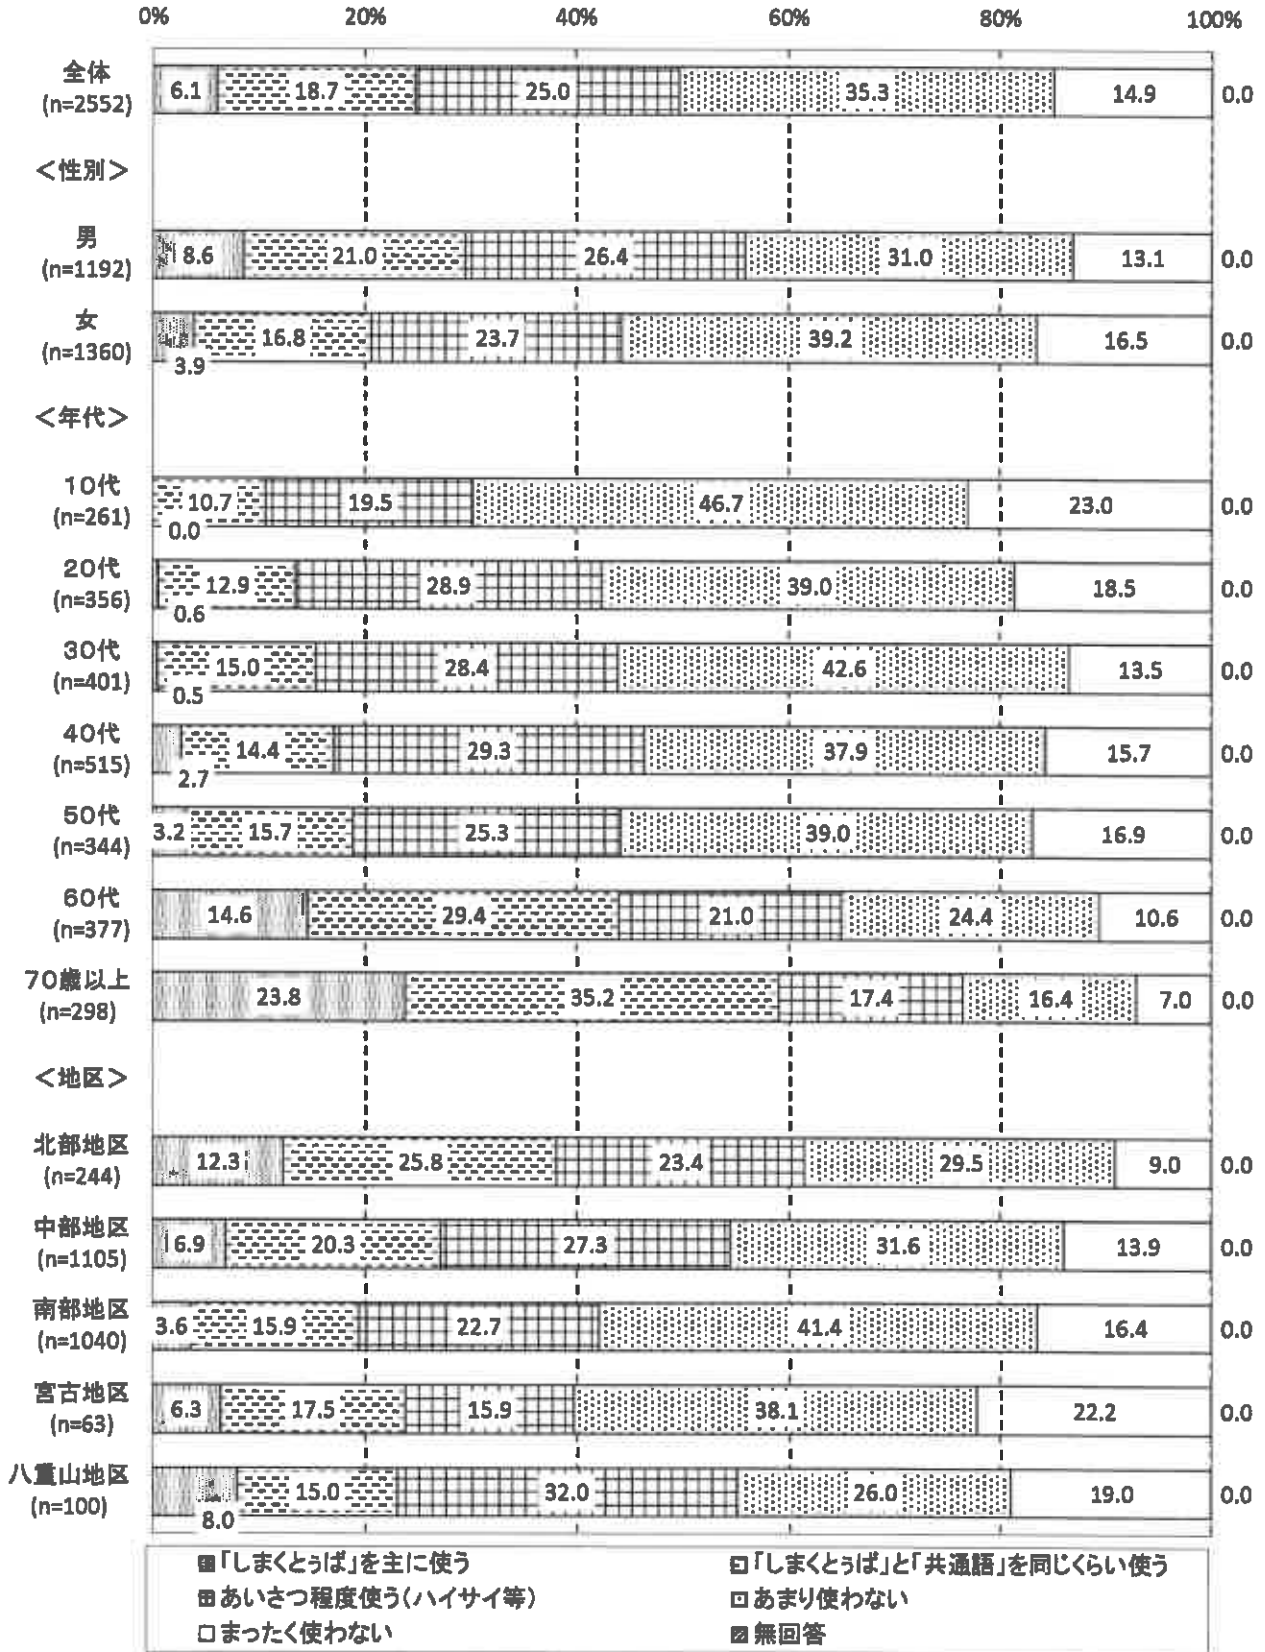 0% 20% 40% 60% 80% 100%
全体
(n=2552) 6.1 18.7 25.0 35.3 14.9 0.0
＜性別＞
男
(n=1192) 8.6 21.0 26.4 31.0 13.1 0.0
女
(n=1360) 3.9 16.8 23.7 39.2 16.5 0.0
＜年代＞
10代
(n=261) 0.0 10.7 19.5 46.7 23.0 0.0
20代
(n=356) 0.6 12.9 28.9 39.0 18.5 0.0
30代
(n=401) 0.5 15.0 28.4 42.6 13.5 0.0
40代
(n=515) 2.7 14.4 29.3 37.9 15.7 0.0
50代
(n=344) 3.2 15.7 25.3 39.0 16.9 0.0
60代
(n=377) 14.6 29.4 21.0 24.4 10.6 0.0
70歳以上
(n=298) 23.8 35.2 17.4 16.4 7.0 0.0
＜地区＞
北部地区
(n=244) 12.3 25.8 23.4 29.5 9.0 0.0
中部地区
(n=1105) 6.9 20.3 27.3 31.6 13.9 0.0
南部地区
(n=1040) 3.6 15.9 22.7 41.4 16.4 0.0
宮古地区
(n=63) 6.3 17.5 15.9 38.1 22.2 0.0
八重山地区
(n=100) 8.0 15.0 32.0 26.0 19.0 0.0
「しまくとぅば」を主に使う 「しまくとぅば」と「共通語」を同じくらい使う
あいさつ程度使う(ハイサイ等) あまり使わない
まったく使わない 無回答